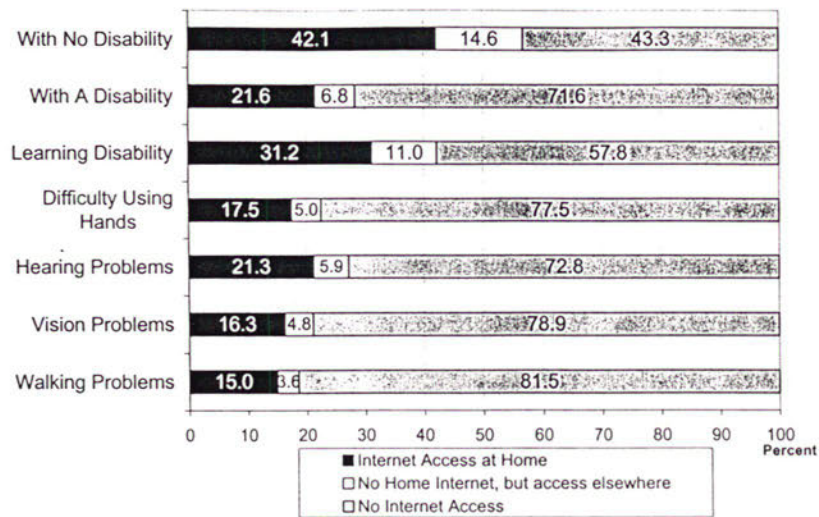 With No Disability 42.1 14.6 43.3
With A Disability 21.6 6.8 71.6
Learning Disability 31.2 11.0 57.8
Difficulty Using
Hands 17.5 5.0 77.5
Hearing Problems 21.3 5.9 72.8
Vision Problems 16.3 4.8 78.9
Walking Problems 15.0 3.6 81.5
0 10 20 30 40 50 60 70 80 90 100
Percent
Internet Access at Home
No Home Internet, but access elsewhere
No Internet Access